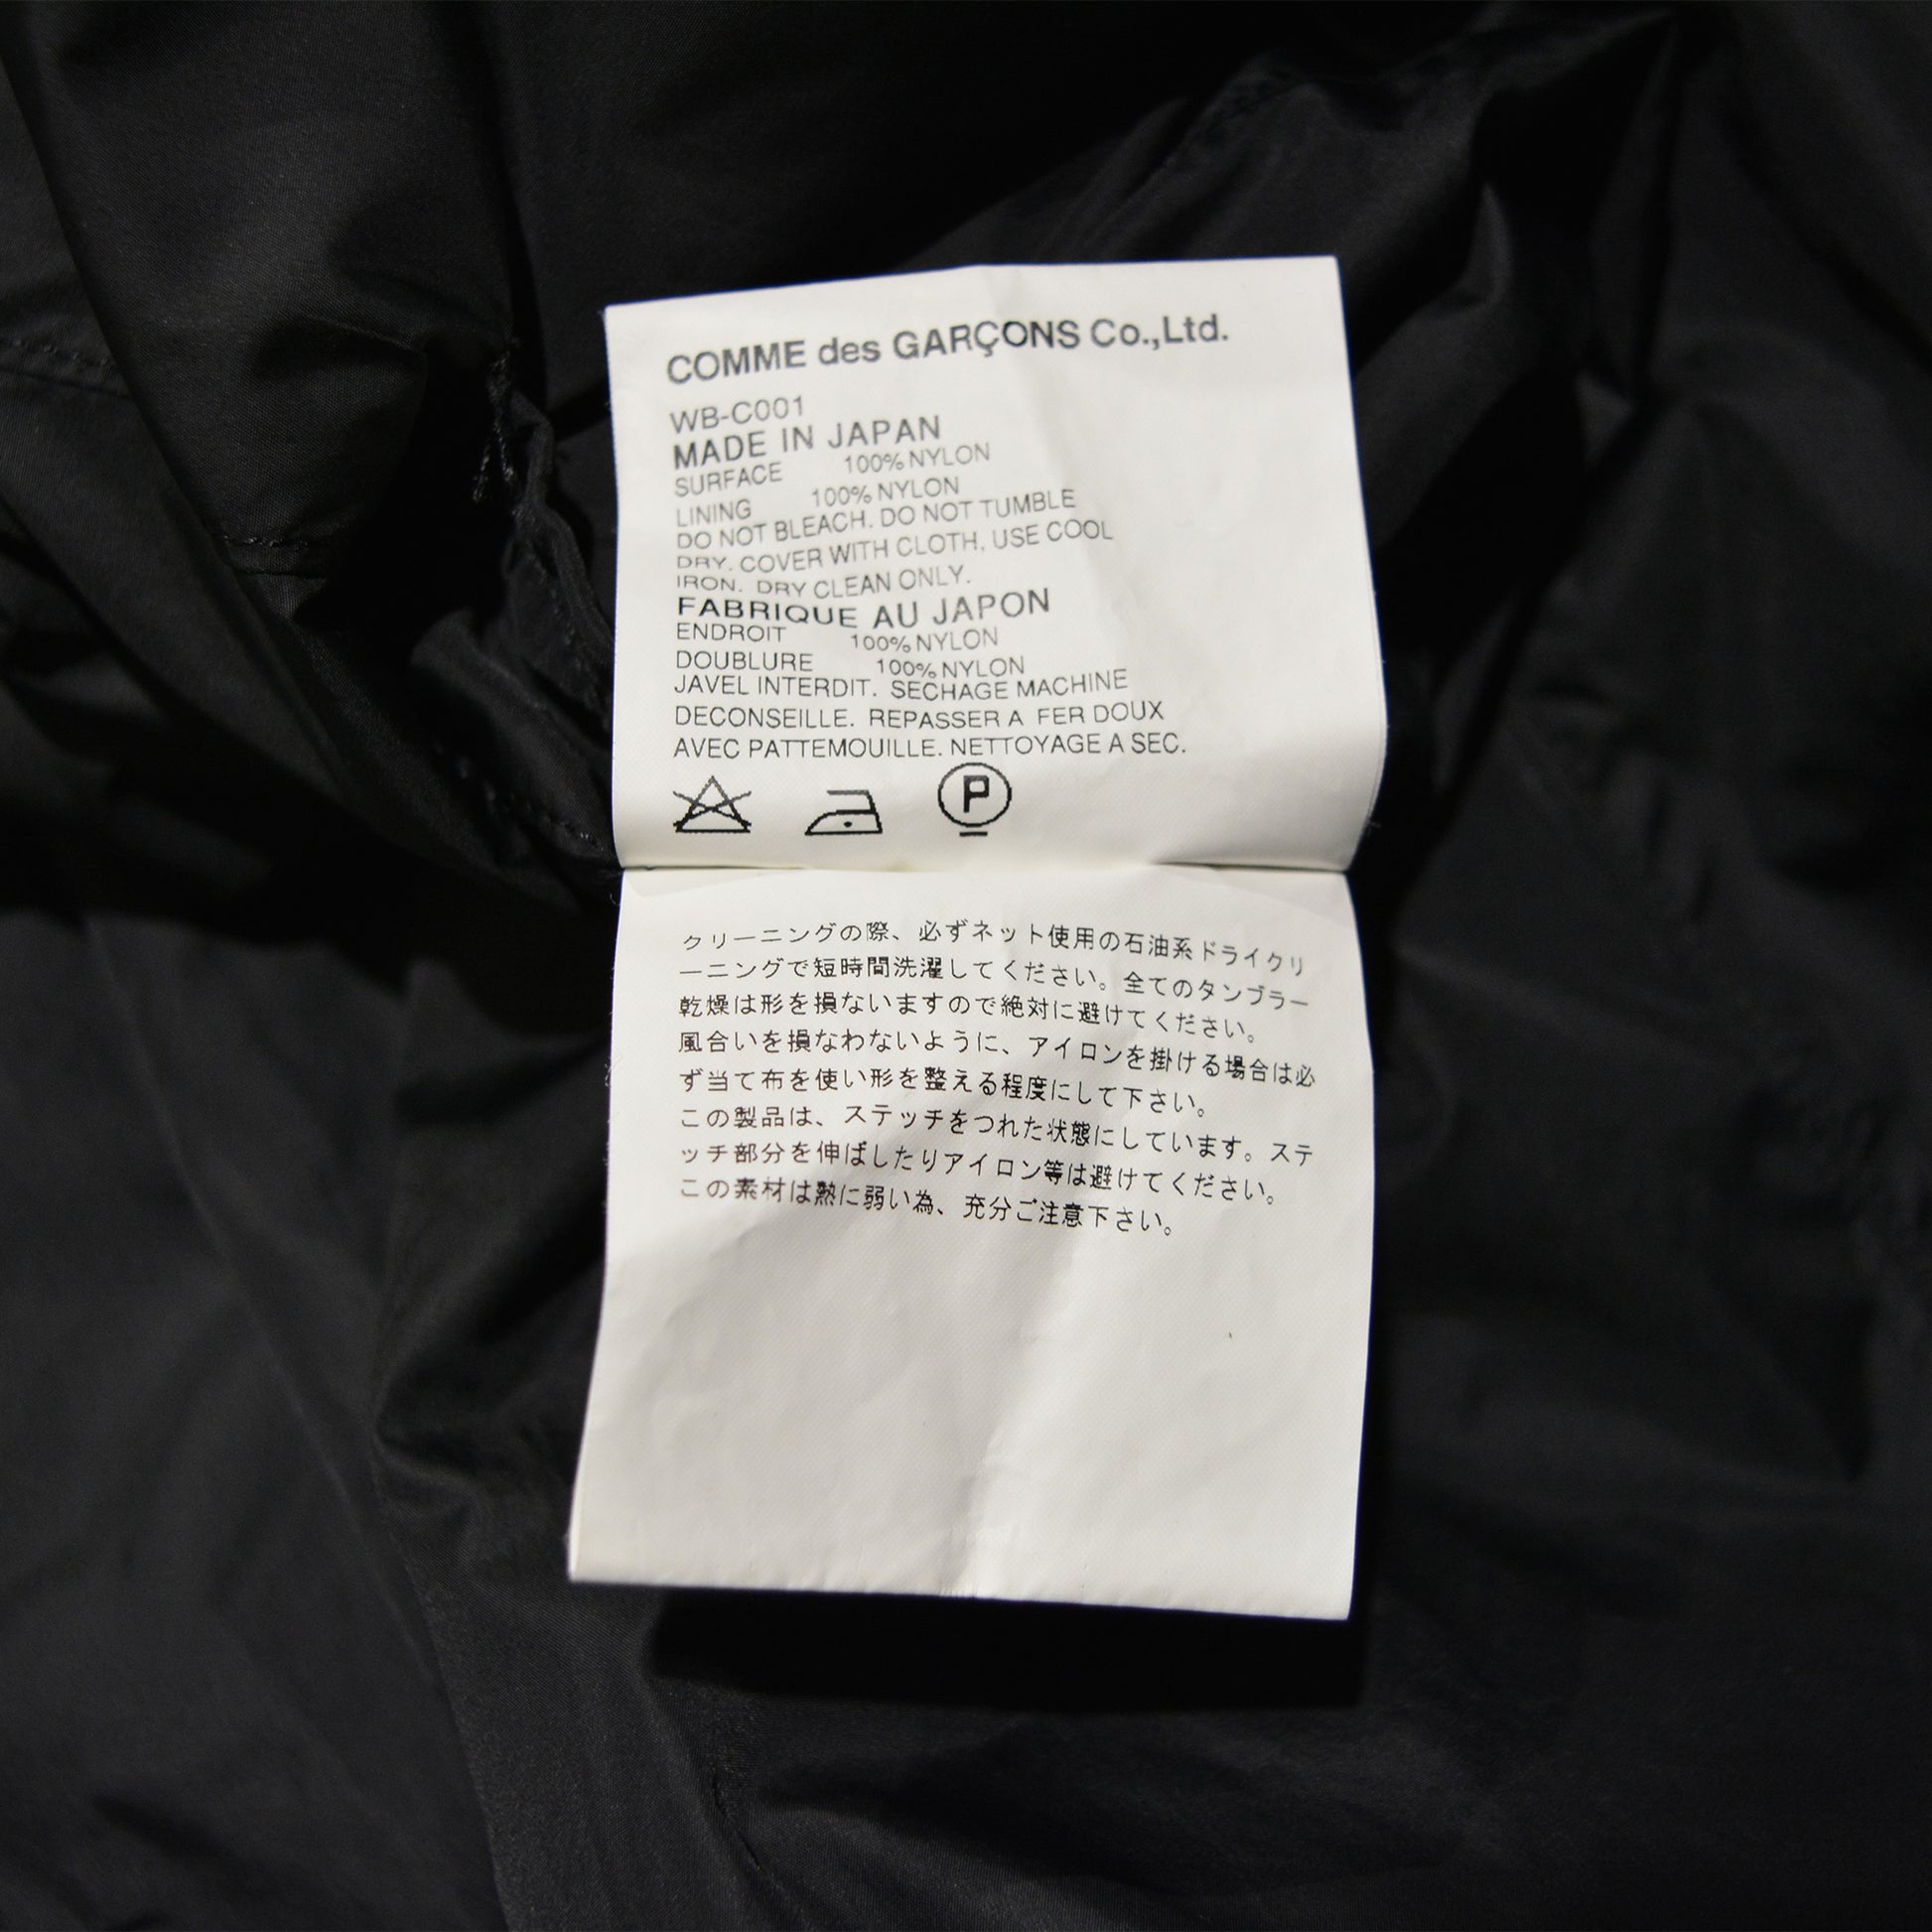 COMME des GARÇONS Co.,Ltd.
WB-C001
MADE IN JAPAN
SURFACE 100% NYLON
LINING 100% NYLON
DO NOT BLEACH. DO NOT TUMBLE
DRY. COVER WITH CLOTH, USE COOL
IRON. DRY CLEAN ONLY.
FABRIQUE AU JAPON
ENDROIT 100% NYLON
DOUBLURE 100% NYLON
JAVEL INTERDIT. SECHAGE MACHINE
DECONSEILLE. REPASSER A FER DOUX
AVEC PATTEMOUILLE. NETTOYAGE A SEC.
P
クリーニングの際、必ずネット使用の石油系ドライクリ
ーニングで短時間洗濯してください。全てのタンブラー
乾燥は形を損ないますので絶対に避けてください。
風合いを損なわないように、アイロンを掛ける場合は必
ず当て布を使い形を整える程度にして下さい。
この製品は、ステッチをつれた状態にしています。ステ
ッチ部分を伸ばしたりアイロン等は避けてください。
この素材は熱に弱い為、充分ご注意下さい。